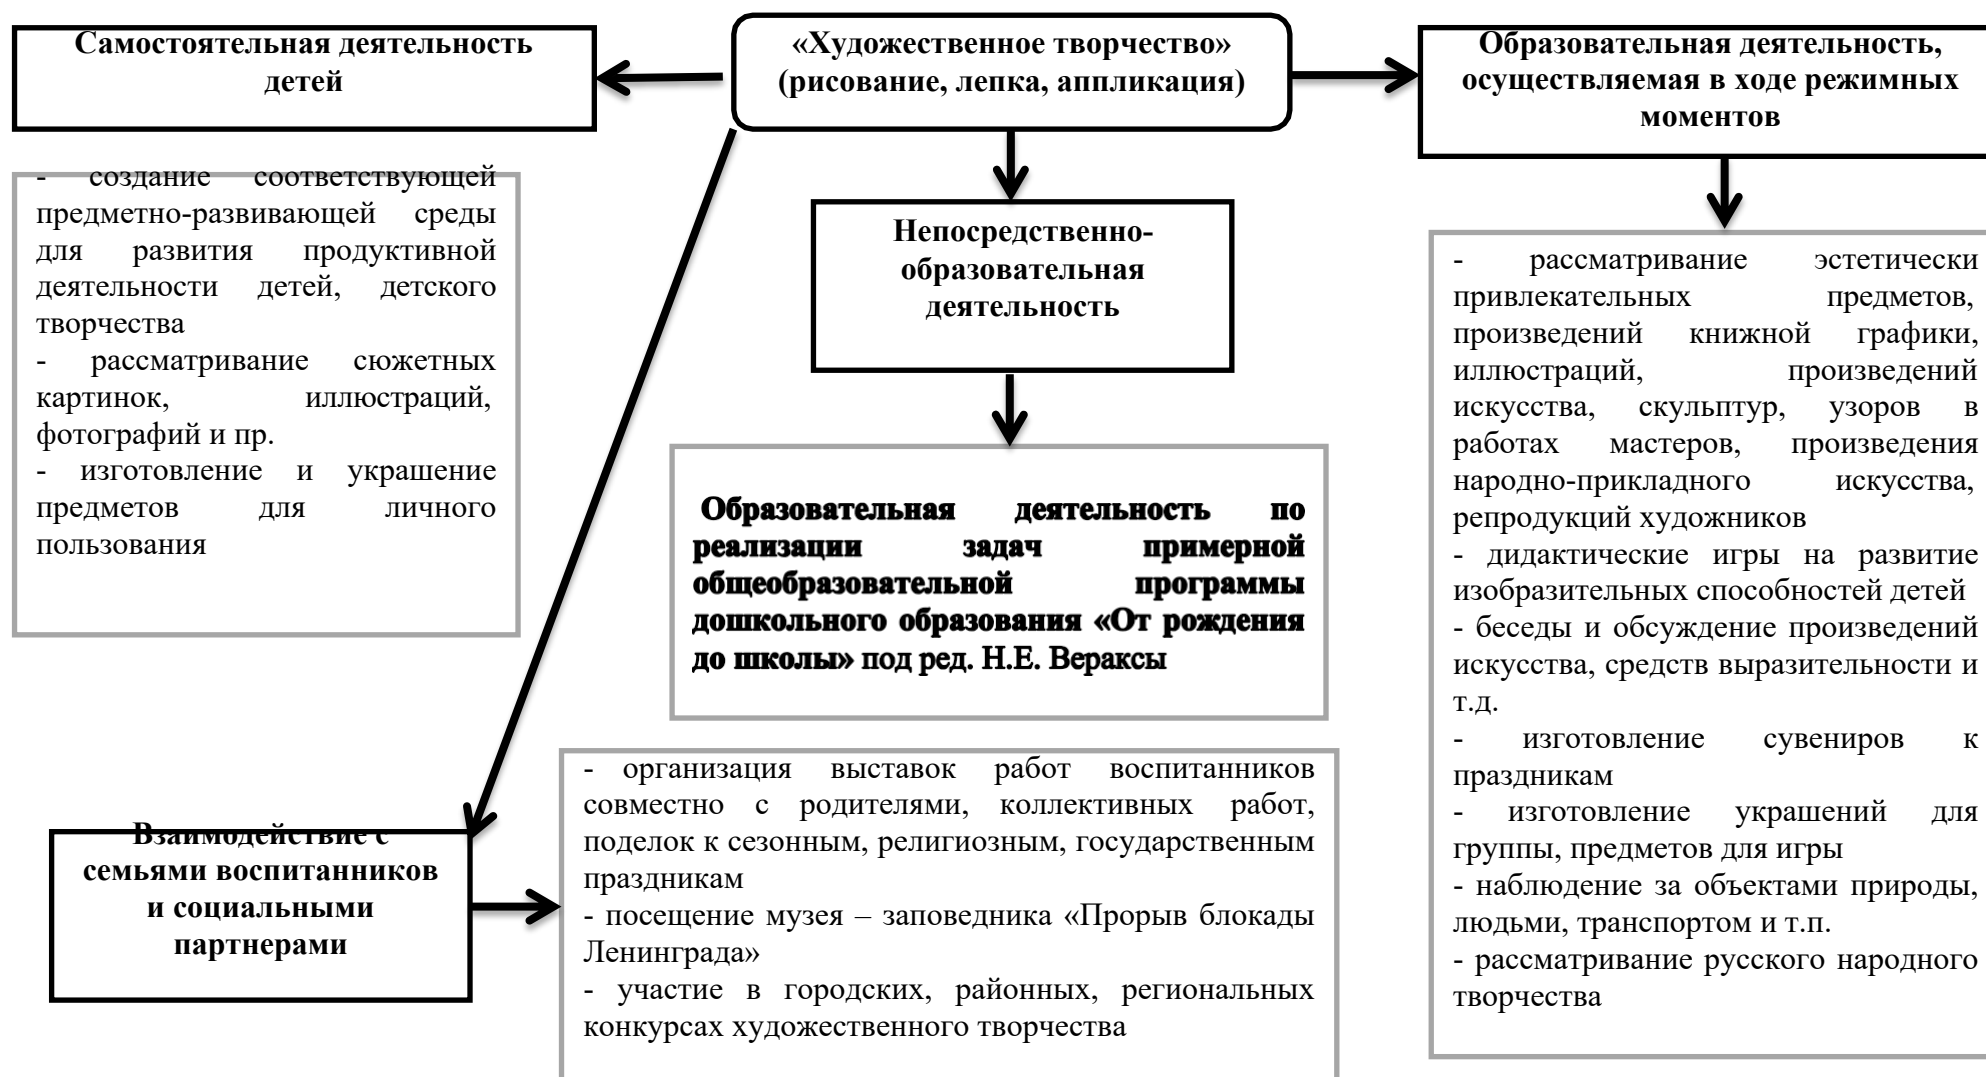 Самостоятельная деятельность
детей
«Художественное творчество»
(рисование, лепка, аппликация)
Образовательная деятельность,
осуществляемая в ходе режимных
моментов
- создание соответствующей
предметно-развивающей среды
для развития продуктивной
деятельности детей, детского
творчества
- рассматривание сюжетных
картинок, иллюстраций,
фотографий и пр.
- изготовление и украшение
предметов для личного
пользования
Непосредственно-
образовательная
деятельность
Образовательная деятельность по
реализации задач примерной
общеобразовательной программы
дошкольного образования «От рождения
до школы» под ред. Н.Е. Вераксы
- рассматривание эстетически
привлекательных предметов,
произведений книжной графики,
иллюстраций, произведений
искусства, скульптур, узоров в
работах мастеров, произведения
народно-прикладного искусства,
репродукций художников
- дидактические игры на развитие
изобразительных способностей детей
- беседы и обсуждение произведений
искусства, средств выразительности и
т.д.
- изготовление сувениров к
праздникам
- изготовление украшений для
группы, предметов для игры
- наблюдение за объектами природы,
людьми, транспортом и т.п.
- рассматривание русского народного
творчества
Взаимодействие с
семьями воспитанников
и социальными
партнерами
- организация выставок работ воспитанников
совместно с родителями, коллективных работ,
поделок к сезонным, религиозным, государственным
праздникам
- посещение музея – заповедника «Прорыв блокады
Ленинграда»
- участие в городских, районных, региональных
конкурсах художественного творчества